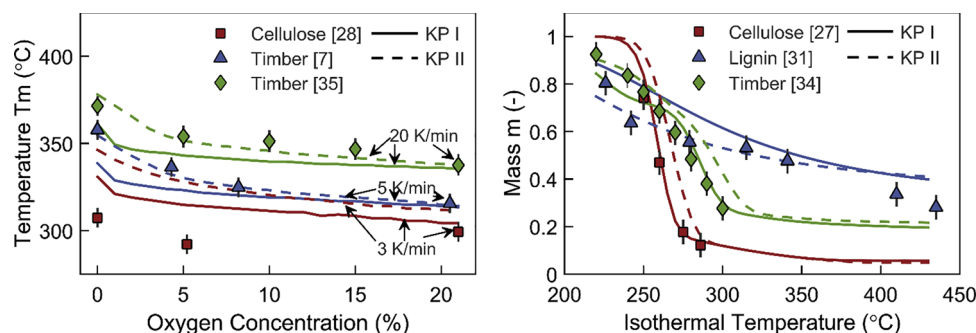 Cellulose [28] KP I
Timber [7] KP II
Timber [35]
Temperature Tm (°C)
400
350
300
20 K/min
5 K/min
3 K/min
0 5 10 15 20
Oxygen Concentration (%)
Cellulose [27] KP I
Lignin [31] KP II
Timber [34]
Mass m (-)
1
0.8
0.6
0.4
0.2
0
200 250 300 350 400 450
Isothermal Temperature (°C)